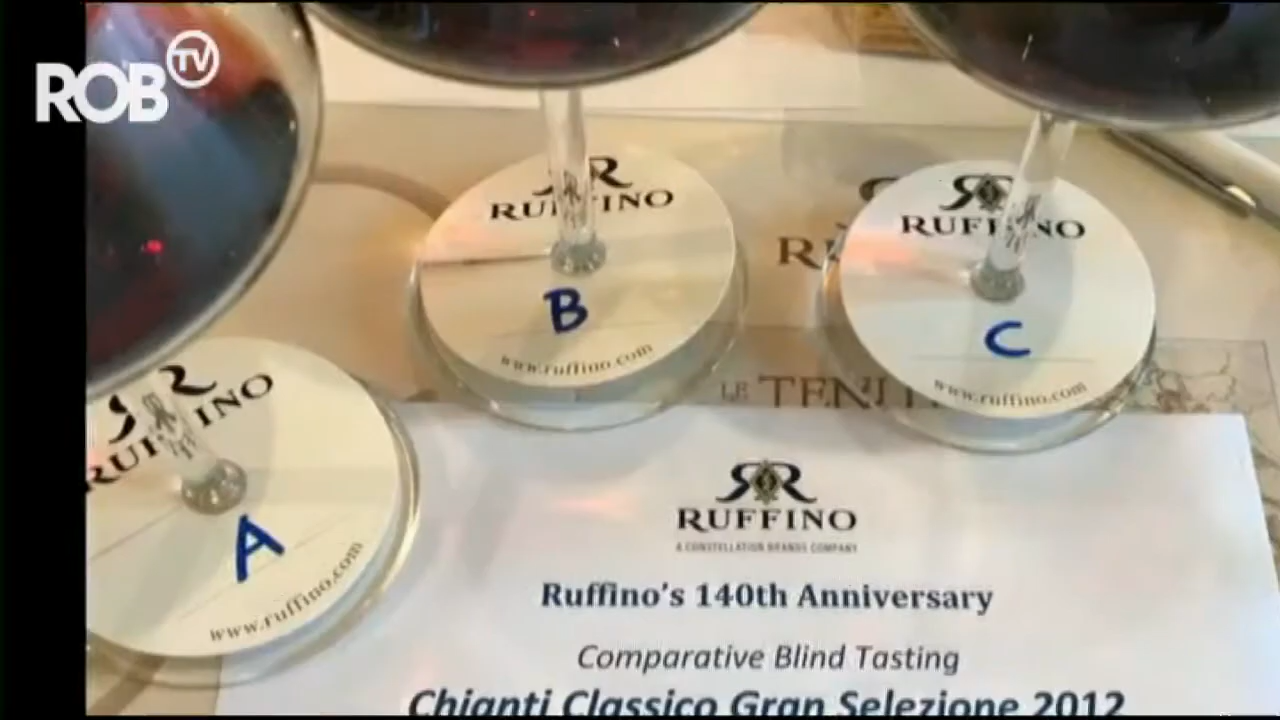 ROB TV
RUFFINO
B
www.ruffino.com
RUFFINO
C
www.ruffino.com
RUFFINO
A
www.ruffino.com
LE
RUFFINO
A CONSTELLATION BRANDS COMPANY
Ruffino's 140th Anniversary
Comparative Blind Tasting
Chianti Classico Gran Selezione 2012